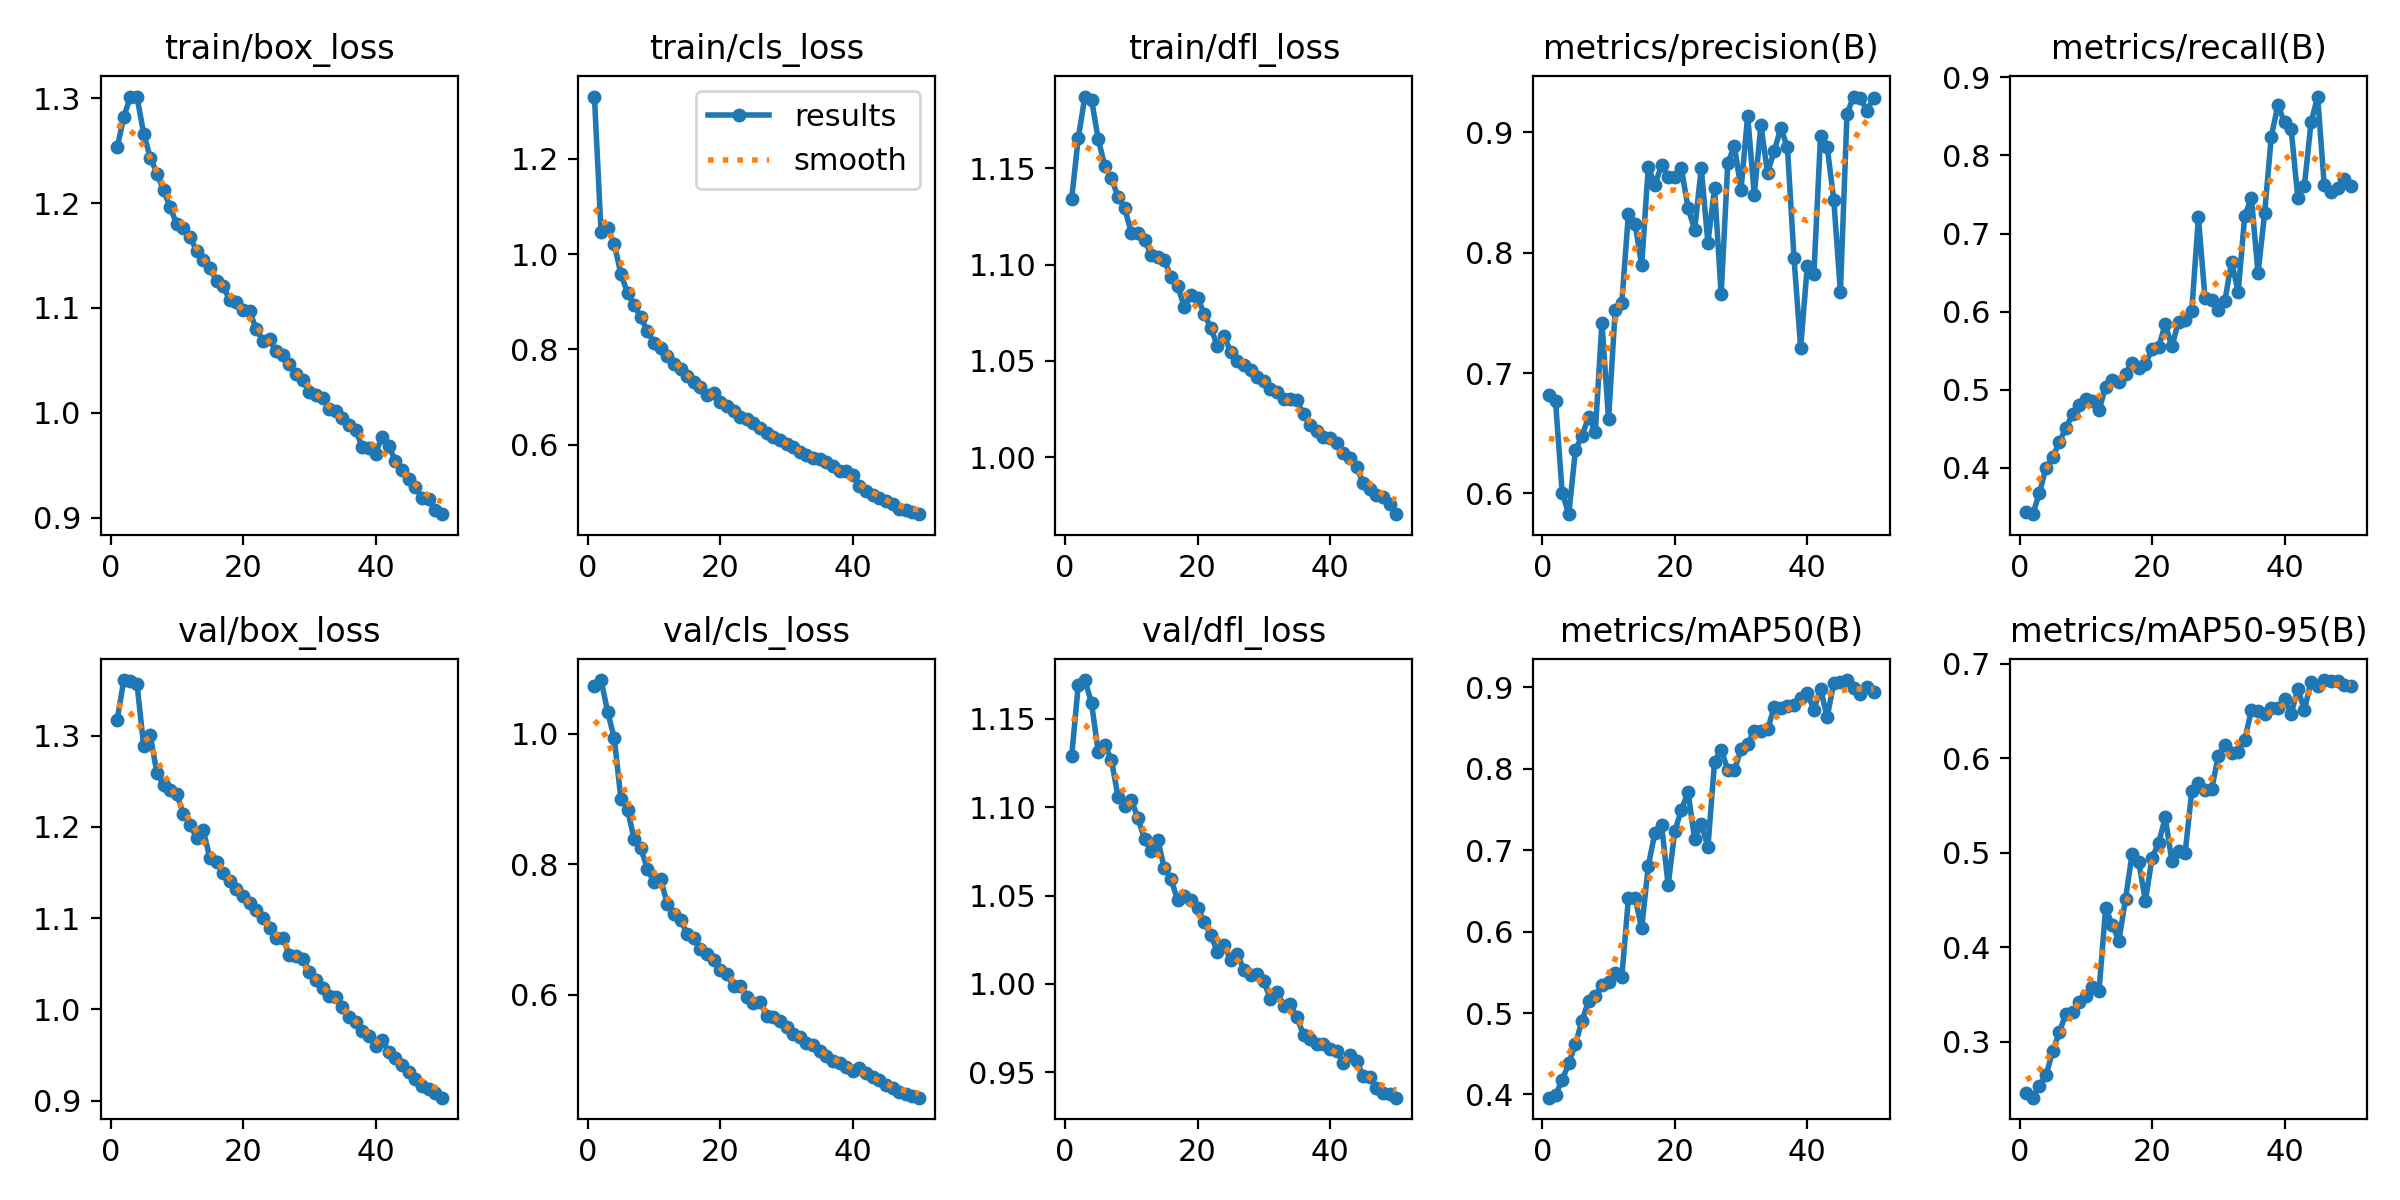 train/box_loss
1.3
1.2
1.1
1.0
0.9
0 20 40
train/cls_loss
results
smooth
1.2
1.0
0.8
0.6
0 20 40
train/dfl_loss
1.15
1.10
1.05
1.00
0 20 40
metrics/precision(B)
0.9
0.8
0.7
0.6
0 20 40
metrics/recall(B)
0.9
0.8
0.7
0.6
0.5
0.4
0 20 40
val/box_loss
1.3
1.2
1.1
1.0
0.9
0 20 40
val/cls_loss
1.0
0.8
0.6
0 20 40
val/dfl_loss
1.15
1.10
1.05
1.00
0.95
0 20 40
metrics/mAP50(B)
0.9
0.8
0.7
0.6
0.5
0.4
0 20 40
metrics/mAP50-95(B)
0.7
0.6
0.5
0.4
0.3
0 20 40